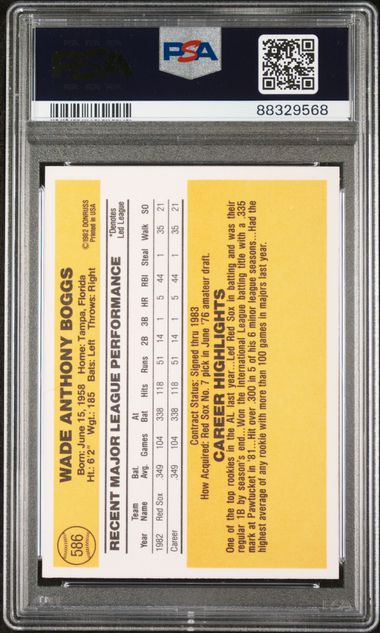 PSA
88329568
586
WADE ANTHONY BOGGS
Born: June 15, 1958 Home: Tampa, Florida
Ht.: 6'2" Wgt.: 185 Bats: Left Throws: Right
©1982 DONRUSS
Printed in USA
RECENT MAJOR LEAGUE PERFORMANCE
*Denotes
Led League
Year Team Name Bat. Avg. Games At Bat Hits Runs 2B 3B HR RBI Steal Walk SO
1982 Red Sox .349 104 338 118 51 14 1 5 44 1 35 21
Career .349 104 338 118 51 14 1 5 44 1 35 21
Contract Status: Signed thru 1983
How Acquired: Red Sox No. 7 pick in June '76 amateur draft.
CAREER HIGHLIGHTS
One of the top rookies in the AL last year...Led Red Sox in batting and was their
regular 1B by season's end...Won the International League batting title with a .335
mark at Pawtucket in '81...Hit over .300 in 5 of his 6 minor league seasons...Had the
highest average of any rookie with more than 100 games in majors last year.